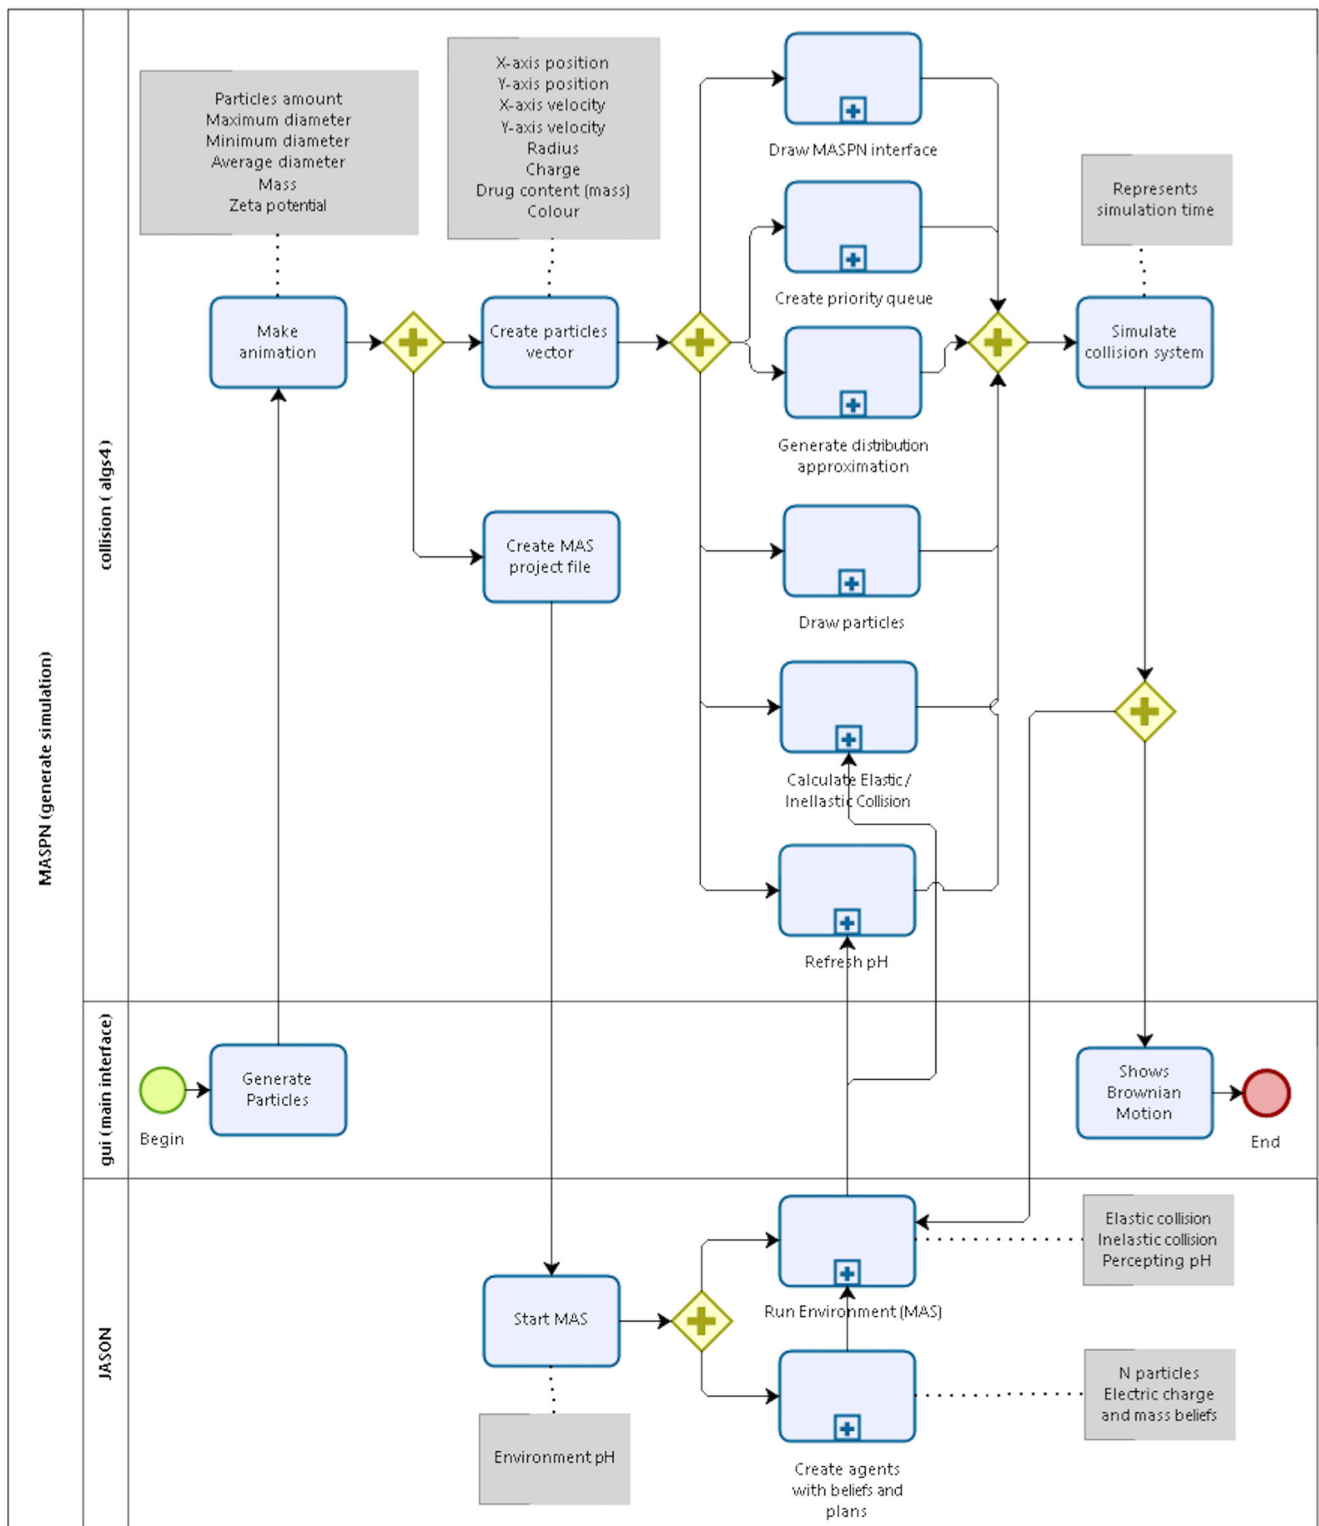 MASPN (generate simulation)
collision ( algs4)
Particles amount
Maximum diameter
Minimum diameter
Average diameter
Mass
Zeta potential
X-axis position
Y-axis position
X-axis velocity
Y-axis velocity
Radius
Charge
Drug content (mass)
Colour
Draw MASPN interface
Represents
simulation time
Create priority queue
Make
animation
Create particles
vector
Simulate
collision system
Generate distribution
approximation
Create MAS
project file
Draw particles
Calculate Elastic/
Inellastic Collision
Refresh pH
gui (main interface)
Begin
Generate
Particles
Shows
Brownian
Motion
End
JASON
Start MAS
Environment pH
Run Environment (MAS)
Elastic collision
Inelastic collision
Percepting pH
Create agents
with beliefs and
plans
N particles
Electric charge
and mass beliefs